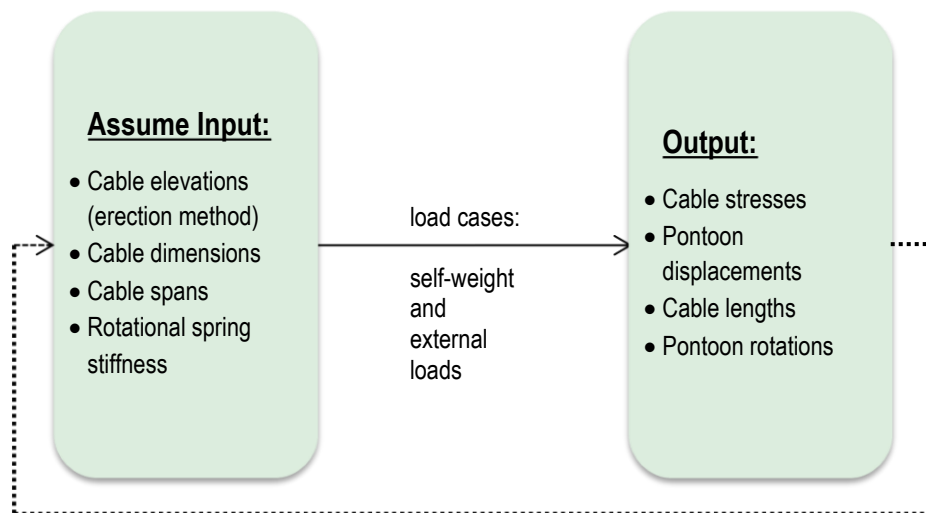 Assume Input:
• Cable elevations
(erection method)
• Cable dimensions
• Cable spans
• Rotational spring
stiffness
load cases:
self-weight
and
external
loads
Output:
• Cable stresses
• Pontoon
displacements
• Cable lengths
• Pontoon rotations